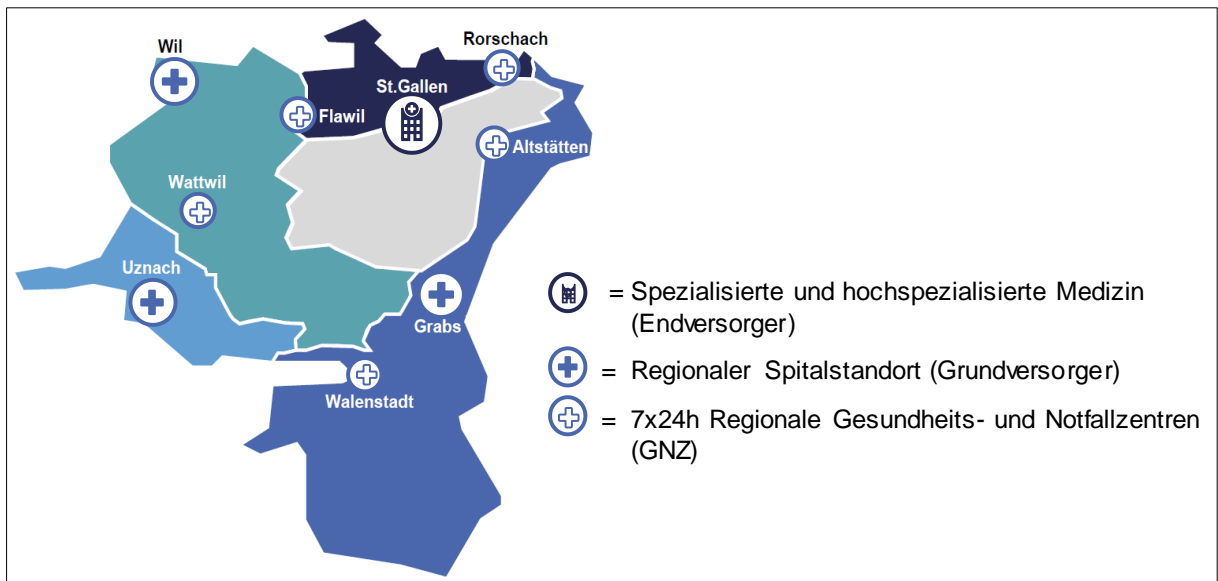 Wil
Rorschach
St.Gallen
Flawil
Altstätten
Wattwil
Uznach
Grabs
Walenstadt
= Spezialisierte und hochspezialisierte Medizin
(Endversorger)
= Regionaler Spitalstandort (Grundversorger)
= 7x24h Regionale Gesundheits- und Notfallzentren
(GNZ)